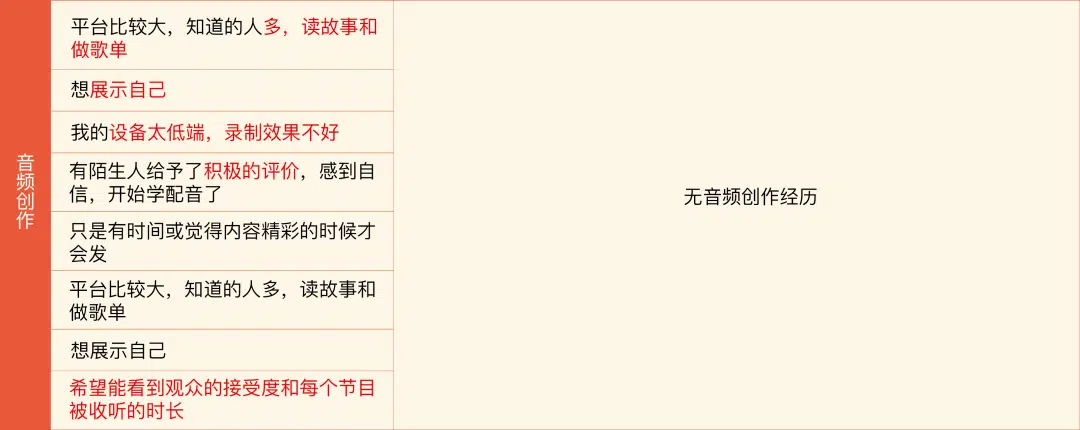 音频创作
平台比较大，知道的人多，读故事和
做歌单
想展示自己
我的设备太低端，录制效果不好
有陌生人给予了积极的评价，感到自
信，开始学配音了
只是有时间或觉得内容精彩的时候才
会发
平台比较大，知道的人多，读故事和
做歌单
想展示自己
希望能看到观众的接受度和每个节目
被收听的时长
无音频创作经历